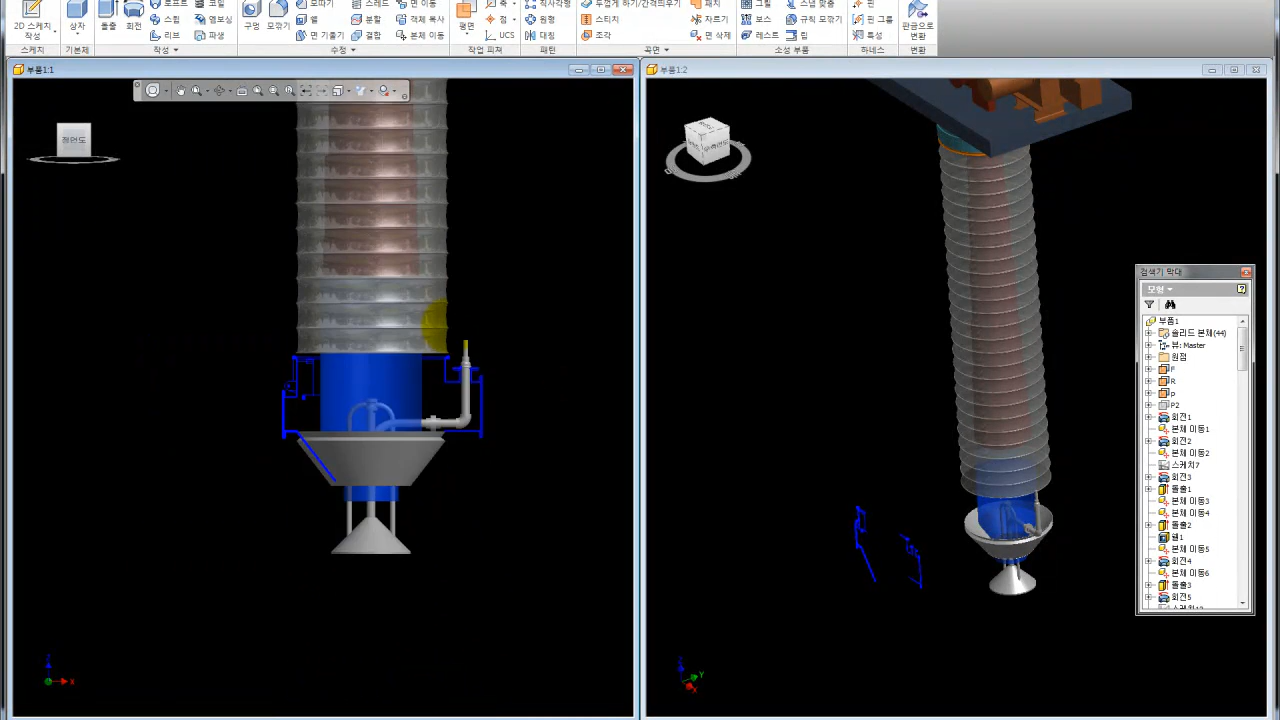 로프트 코일 모따기 스레드 면 이동 축 직사각형 두껍게 하기/간격띄우기 패치 그릴 스냅 맞춤 핀
2D 스케치 작성 상자 돌출 회전 스윕 엠보싱 구멍 모깎기 쉘 분할 객체 복사 평면 점 원형 스티치 자르기 보스 규칙 모깎기 핀 그룹 판금으로 변환
리브 파생 면 기울기 결합 본체 이동 UCS 대칭 조각 면 삭제 레스트 립 특성
스케치 기본체 작성 수정 작업 피쳐 패턴 곡면 소성 부품 하네스 변환
부품1:1
부품1:2
정면도
검색기 막대
모형
부품1
솔리드 본체(44)
뷰: Master
원점
F
R
p
P2
회전1
본체 이동1
회전2
본체 이동2
스케치7
회전3
돌출1
본체 이동3
본체 이동4
돌출2
쉘1
본체 이동5
회전4
본체 이동6
돌출3
회전5
Z
X
Z
Y
X